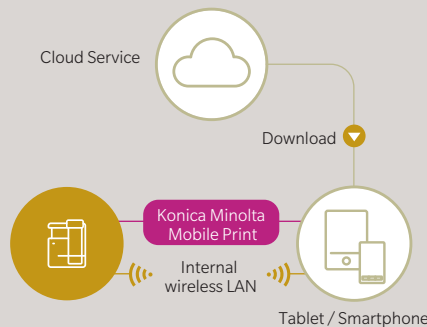 Cloud Service
Download
Konica Minolta
Mobile Print
Internal
wireless LAN
Tablet / Smartphone